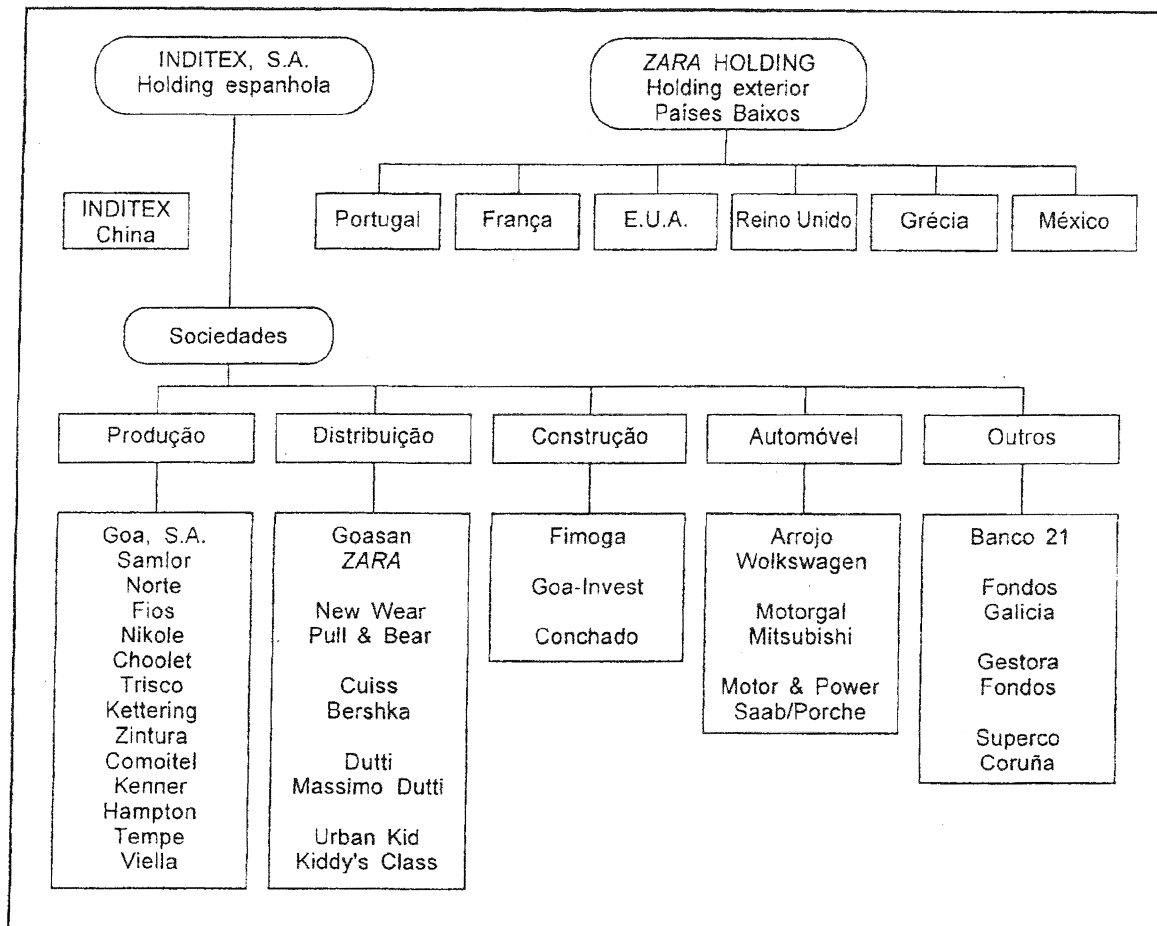 INDITEX, S.A.
Holding espanhola
ZARA HOLDING
Holding exterior
Países Baixos
INDITEX
China
Portugal
França
E.U.A.
Reino Unido
Grécia
México
Sociedades
Produção
Distribuição
Construção
Automóvel
Outros
Goa, S.A.
Samlor
Norte
Fios
Nikole
Choolet
Trisco
Kettering
Zintura
Comoitel
Kenner
Hampton
Tempe
Viella
Goasan
ZARA
New Wear
Pull & Bear
Cuiss
Bershka
Dutti
Massimo Dutti
Urban Kid
Kiddy's Class
Fimoga
Goa-Invest
Conchado
Arrojo
Wolkswagen
Motorgal
Mitsubishi
Motor & Power
Saab/Porche
Banco 21
Fondos
Galicia
Gestora
Fondos
Superco
Coruña